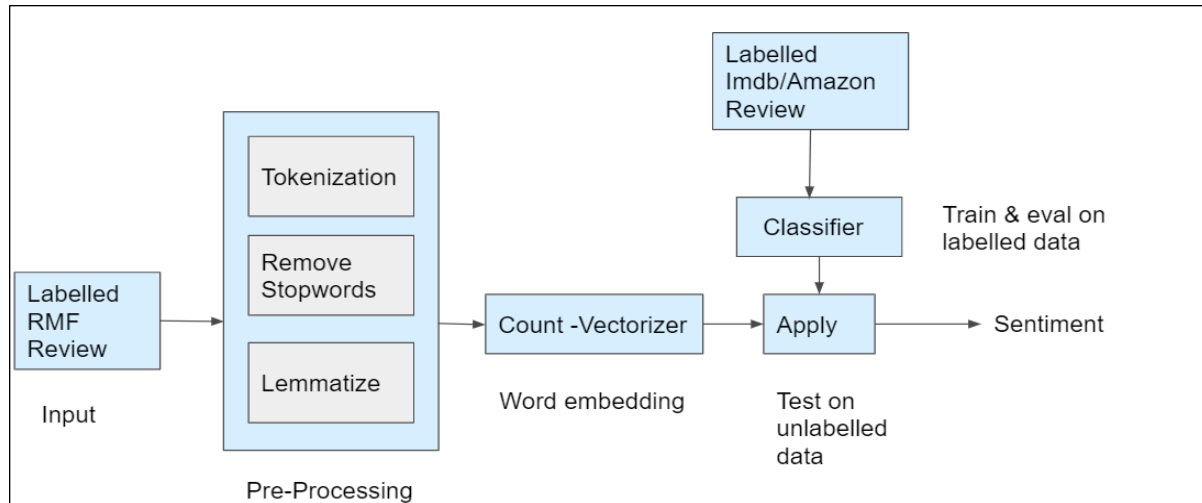 Labelled
Imdb/Amazon
Review
Tokenization
Classifier
Train & eval on
labelled data
Remove
Stopwords
Labelled
RMF
Review
Count -Vectorizer
Apply
Sentiment
Lemmatize
Input
Word embedding
Test on
unlabelled
data
Pre-Processing